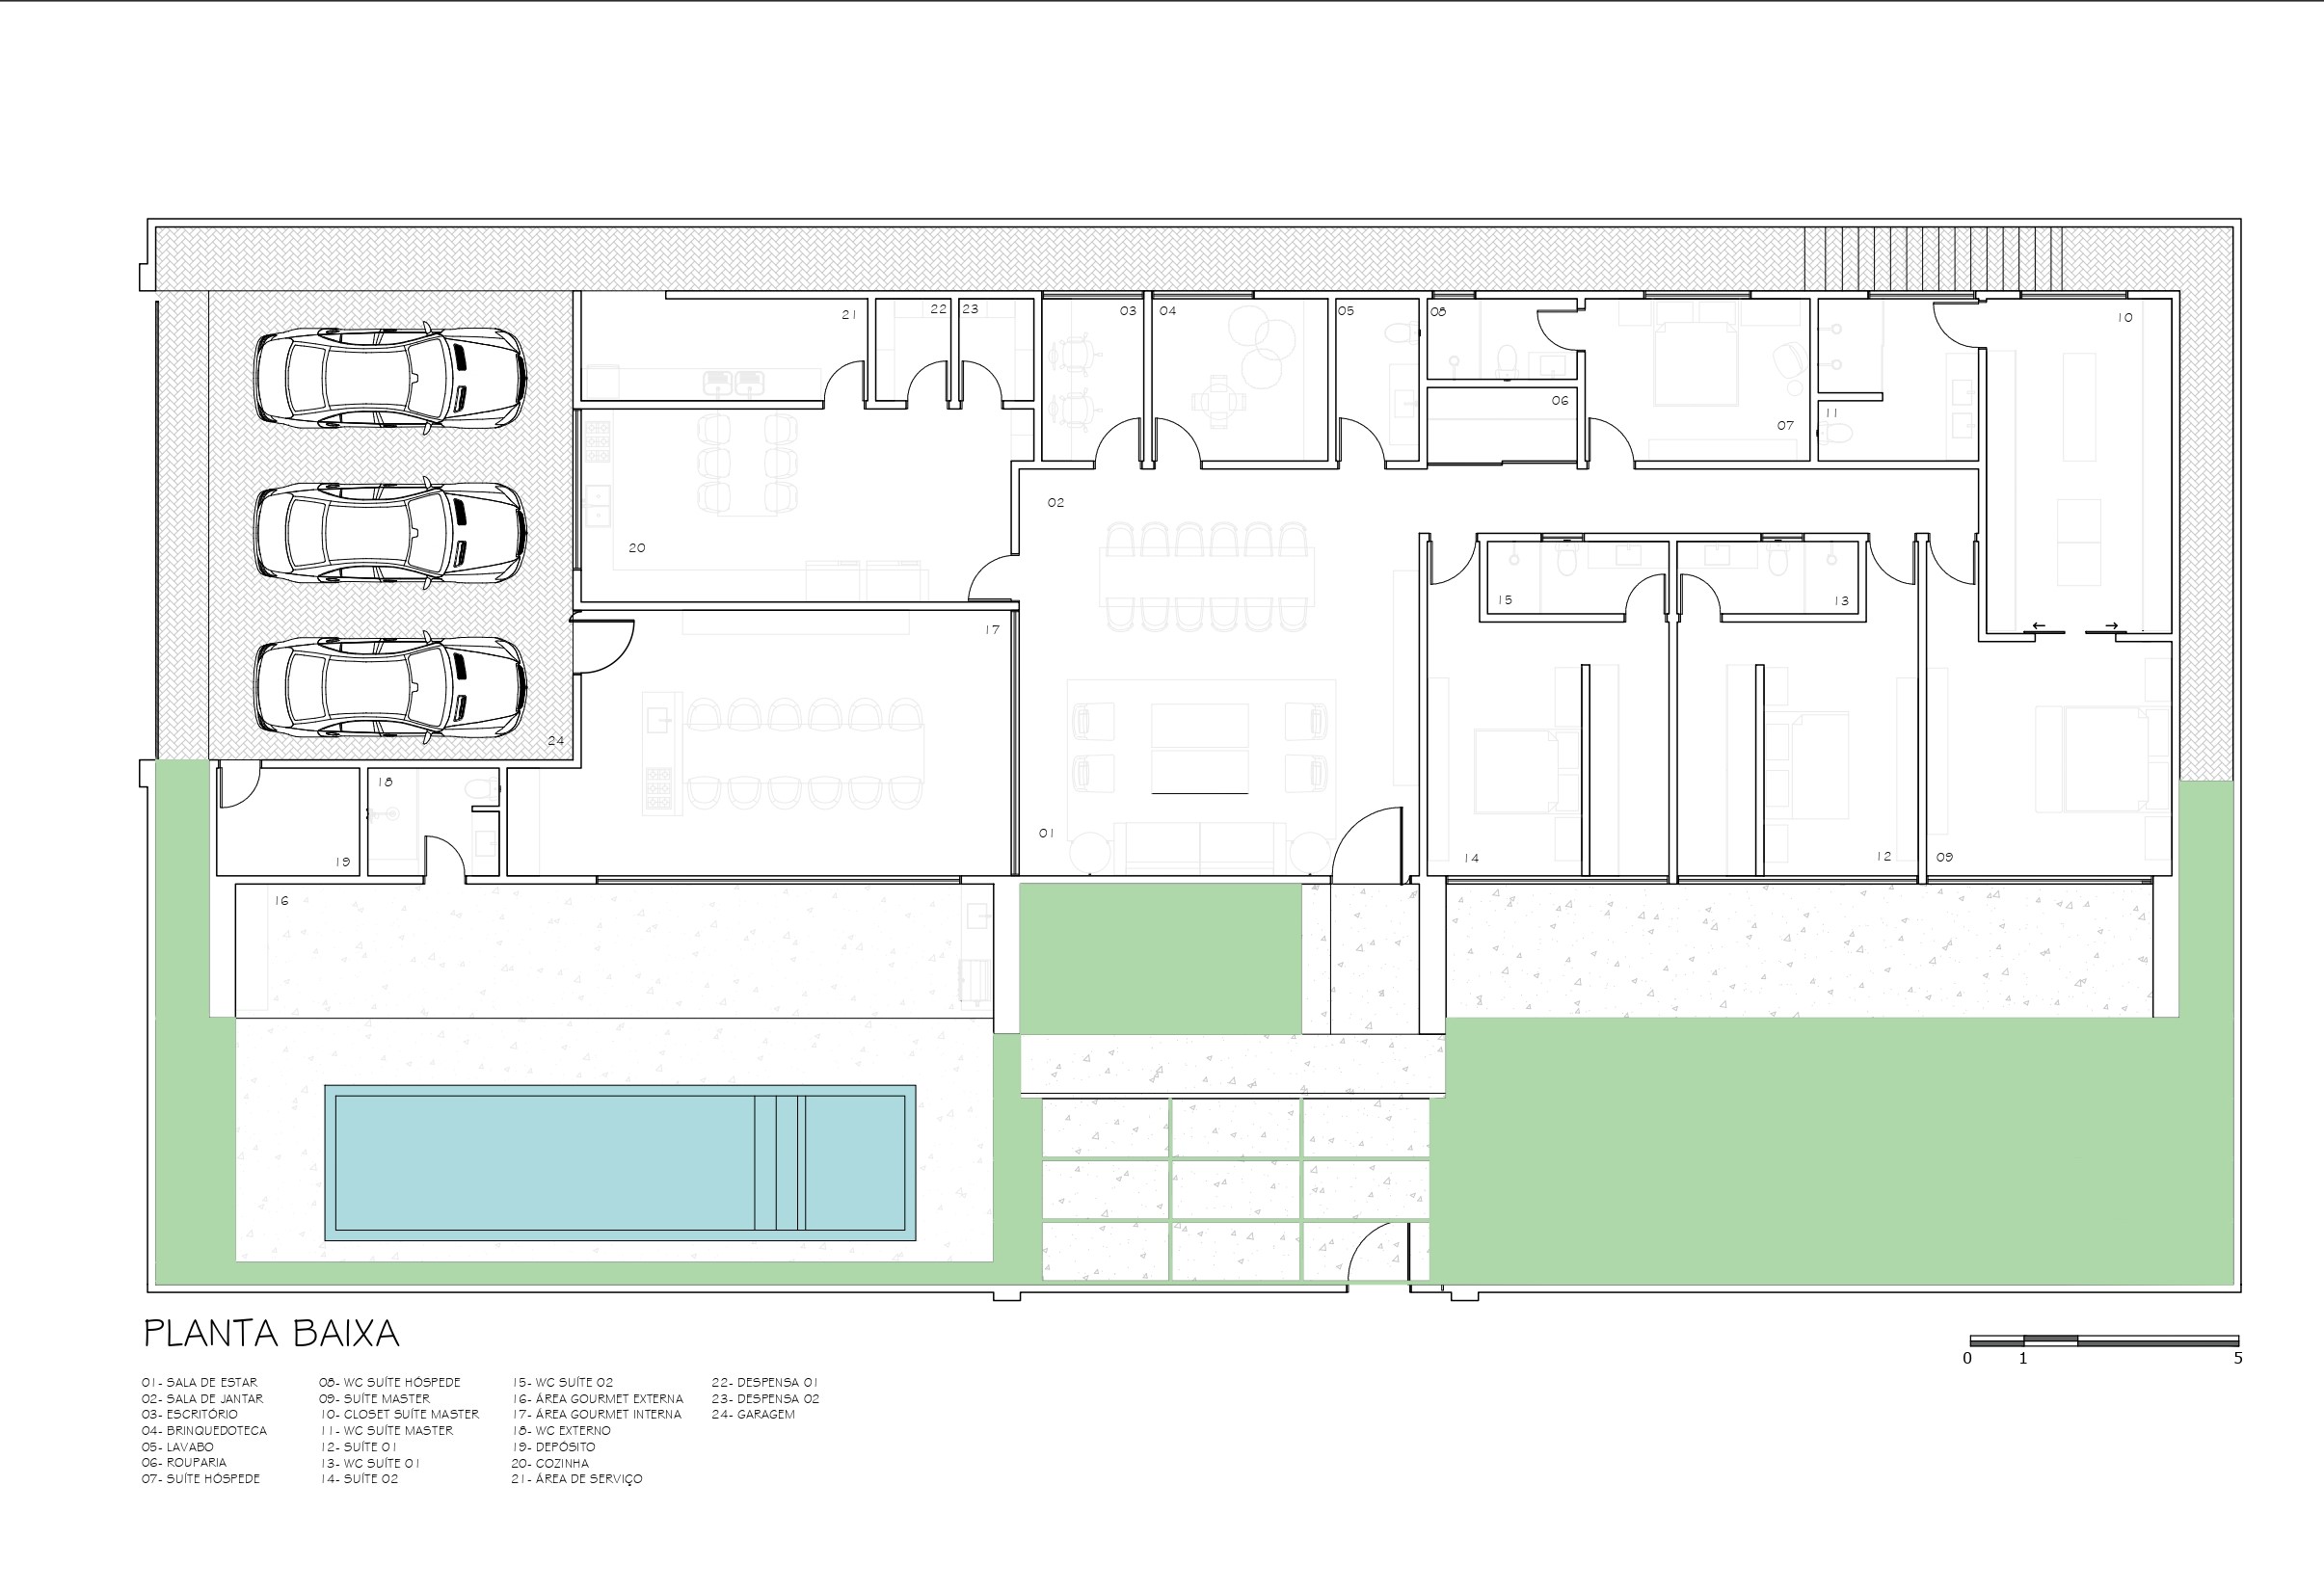 21
22
23
03
04
05
08
10
06
11
07
02
20
15
13
17
24
18
01
14
12
09
19
16
PLANTA BAIXA
0 1 5
01- SALA DE ESTAR
02- SALA DE JANTAR
03- ESCRITÓRIO
04- BRINQUEDOTECA
05- LAVABO
06- ROUPARIA
07- SUÍTE HÓSPEDE
08- WC SUÍTE HÓSPEDE
09- SUÍTE MASTER
10- CLOSET SUÍTE MASTER
11- WC SUÍTE MASTER
12- SUÍTE 01
13- WC SUÍTE 01
14- SUÍTE 02
15- WC SUÍTE 02
16- ÁREA GOURMET EXTERNA
17- ÁREA GOURMET INTERNA
18- WC EXTERNO
19- DEPÓSITO
20- COZINHA
21- ÁREA DE SERVIÇO
22- DESPENSA 01
23- DESPENSA 02
24- GARAGEM